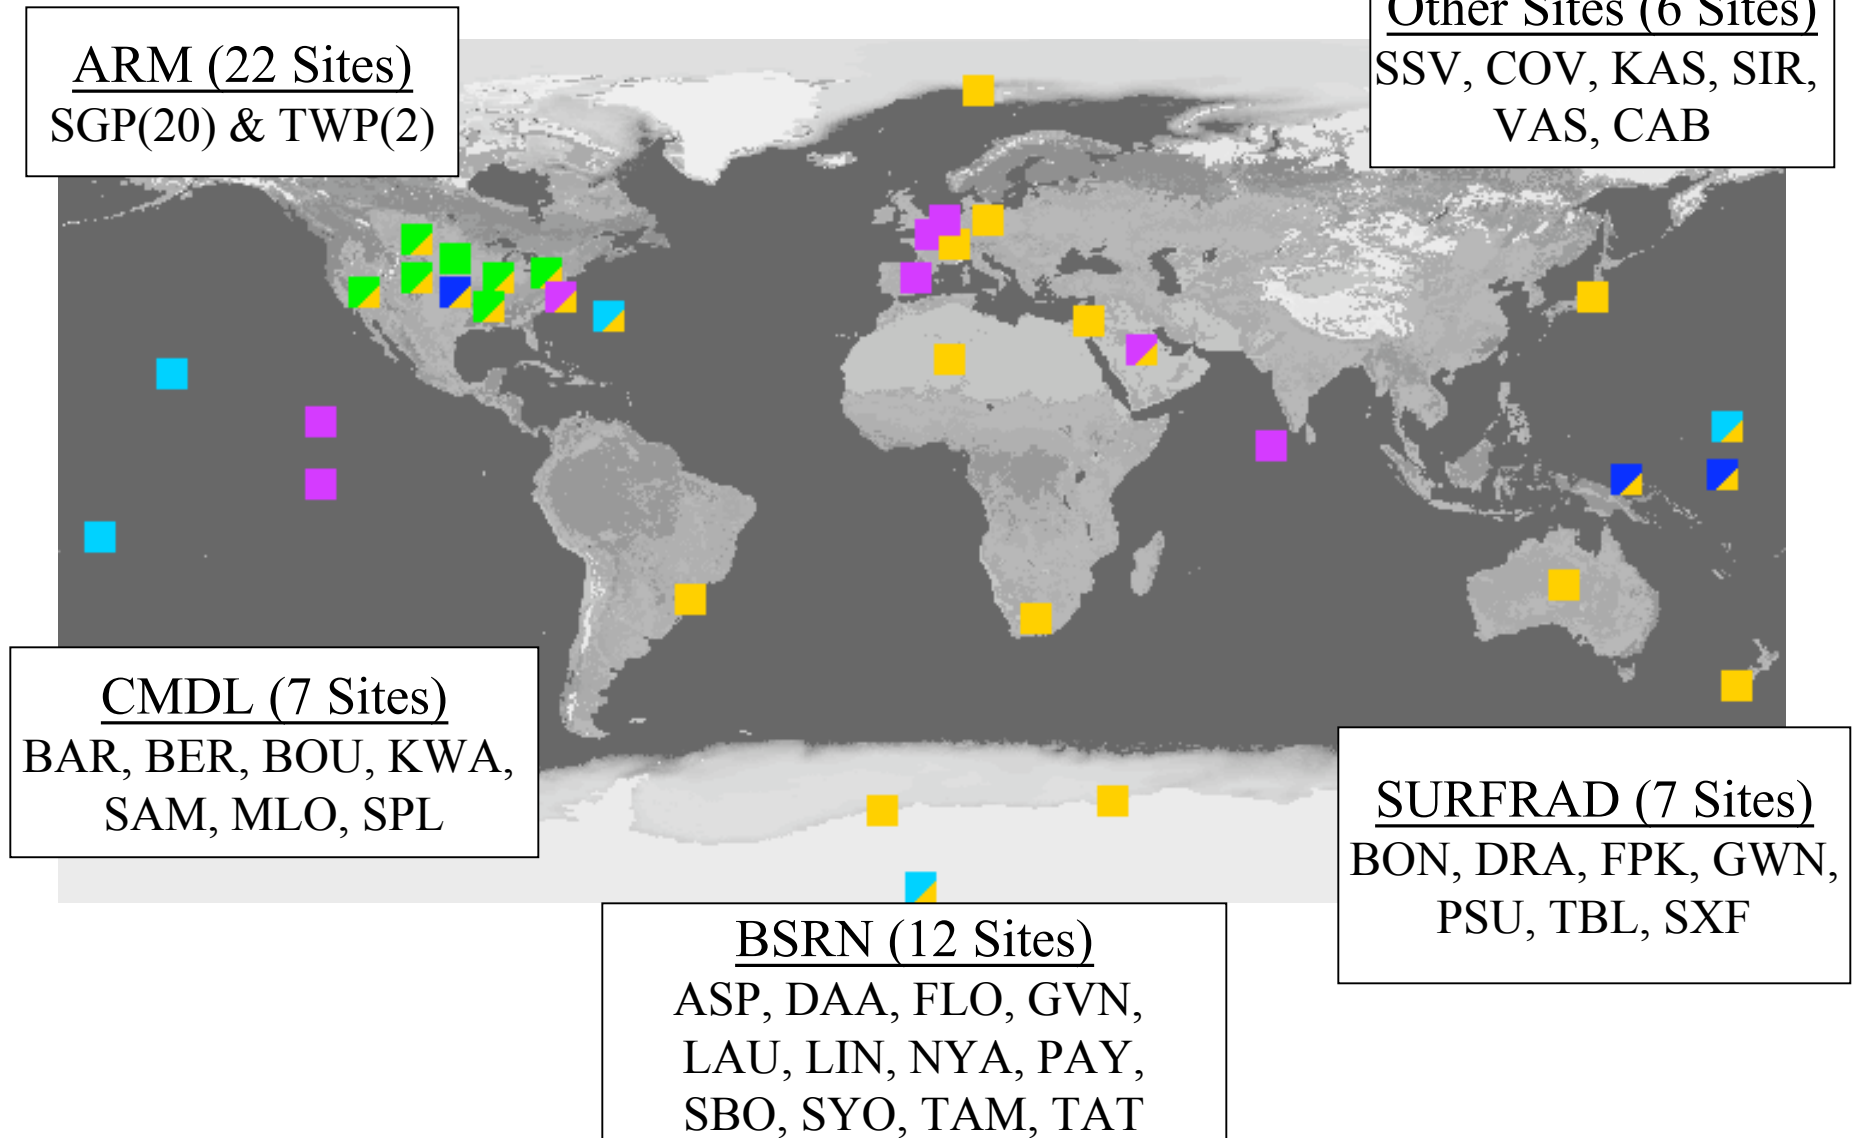 ARM (22 Sites)
SGP(20) & TWP(2)
Other Sites (6 Sites)
SSV, COV, KAS, SIR,
VAS, CAB
CMDL (7 Sites)
BAR, BER, BOU, KWA,
SAM, MLO, SPL
SURFRAD (7 Sites)
BON, DRA, FPK, GWN,
PSU, TBL, SXF
BSRN (12 Sites)
ASP, DAA, FLO, GVN,
LAU, LIN, NYA, PAY,
SBO, SYO, TAM, TAT